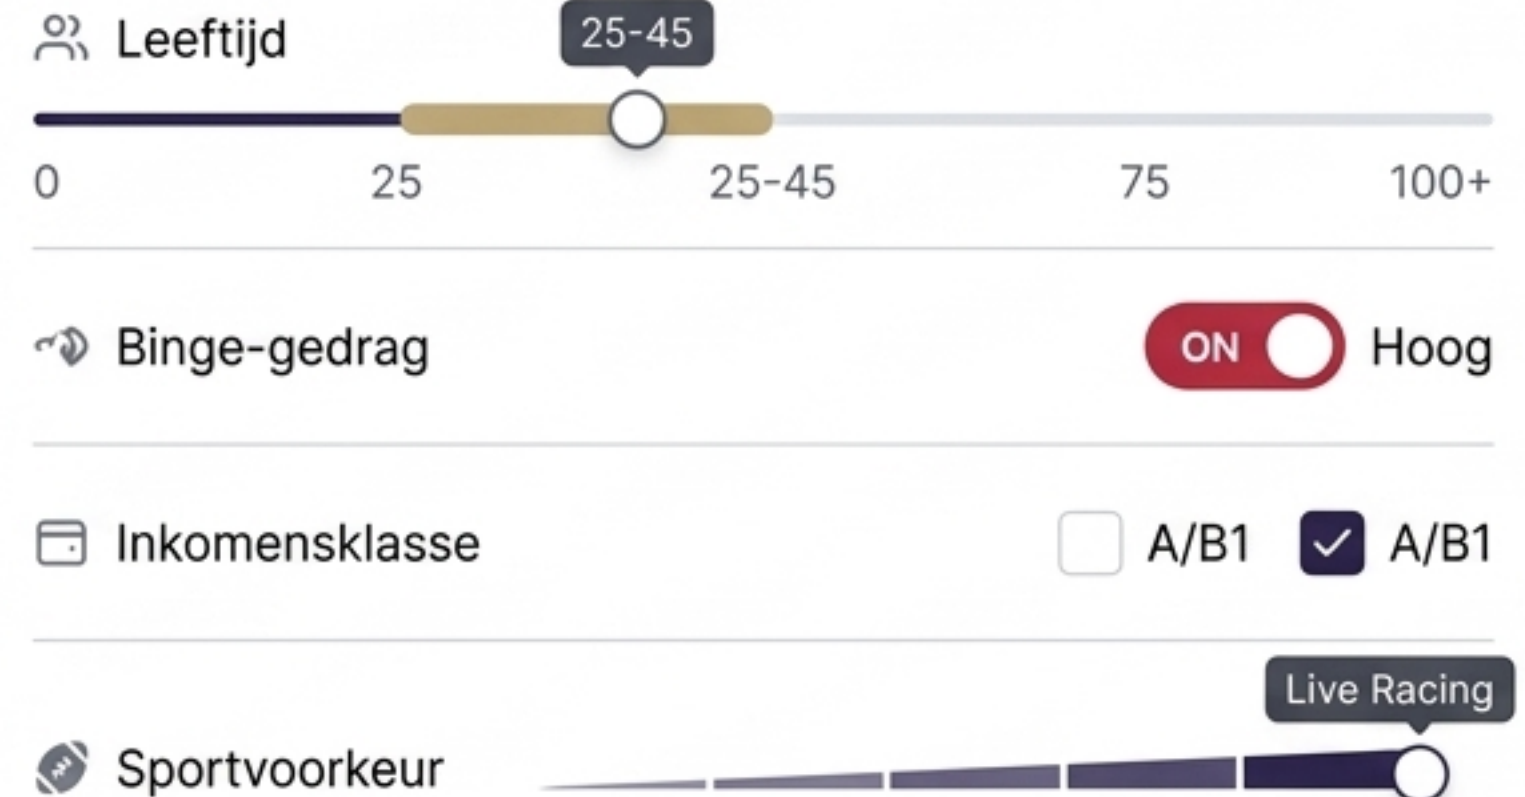 Leeftijd
25-45
0 25 25-45 75 100+
Binge-gedrag ON Hoog
Inkomensklasse A/B1 A/B1
Live Racing
Sportvoorkeur